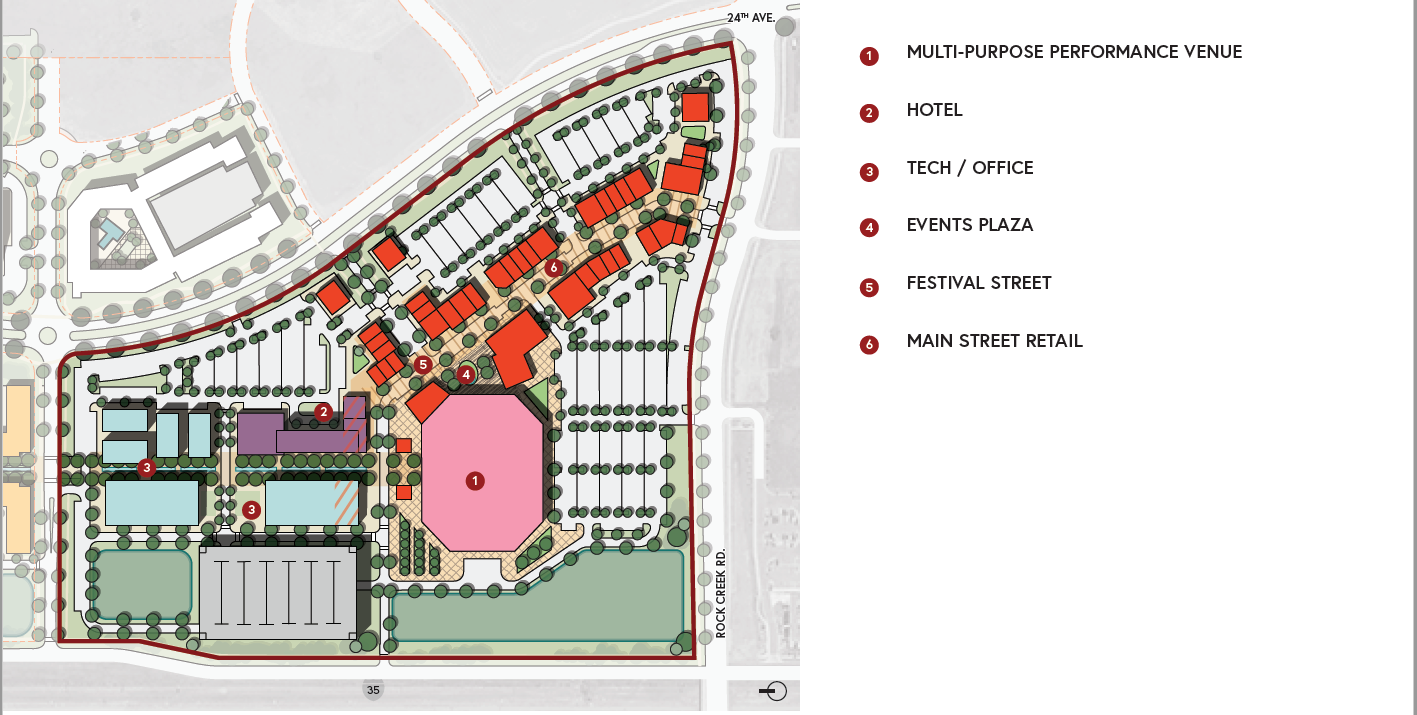 24TH AVE.
6
5
4
2
3
1
3
ROCK CREEK RD.
35
1 MULTI-PURPOSE PERFORMANCE VENUE
2 HOTEL
3 TECH / OFFICE
4 EVENTS PLAZA
5 FESTIVAL STREET
6 MAIN STREET RETAIL